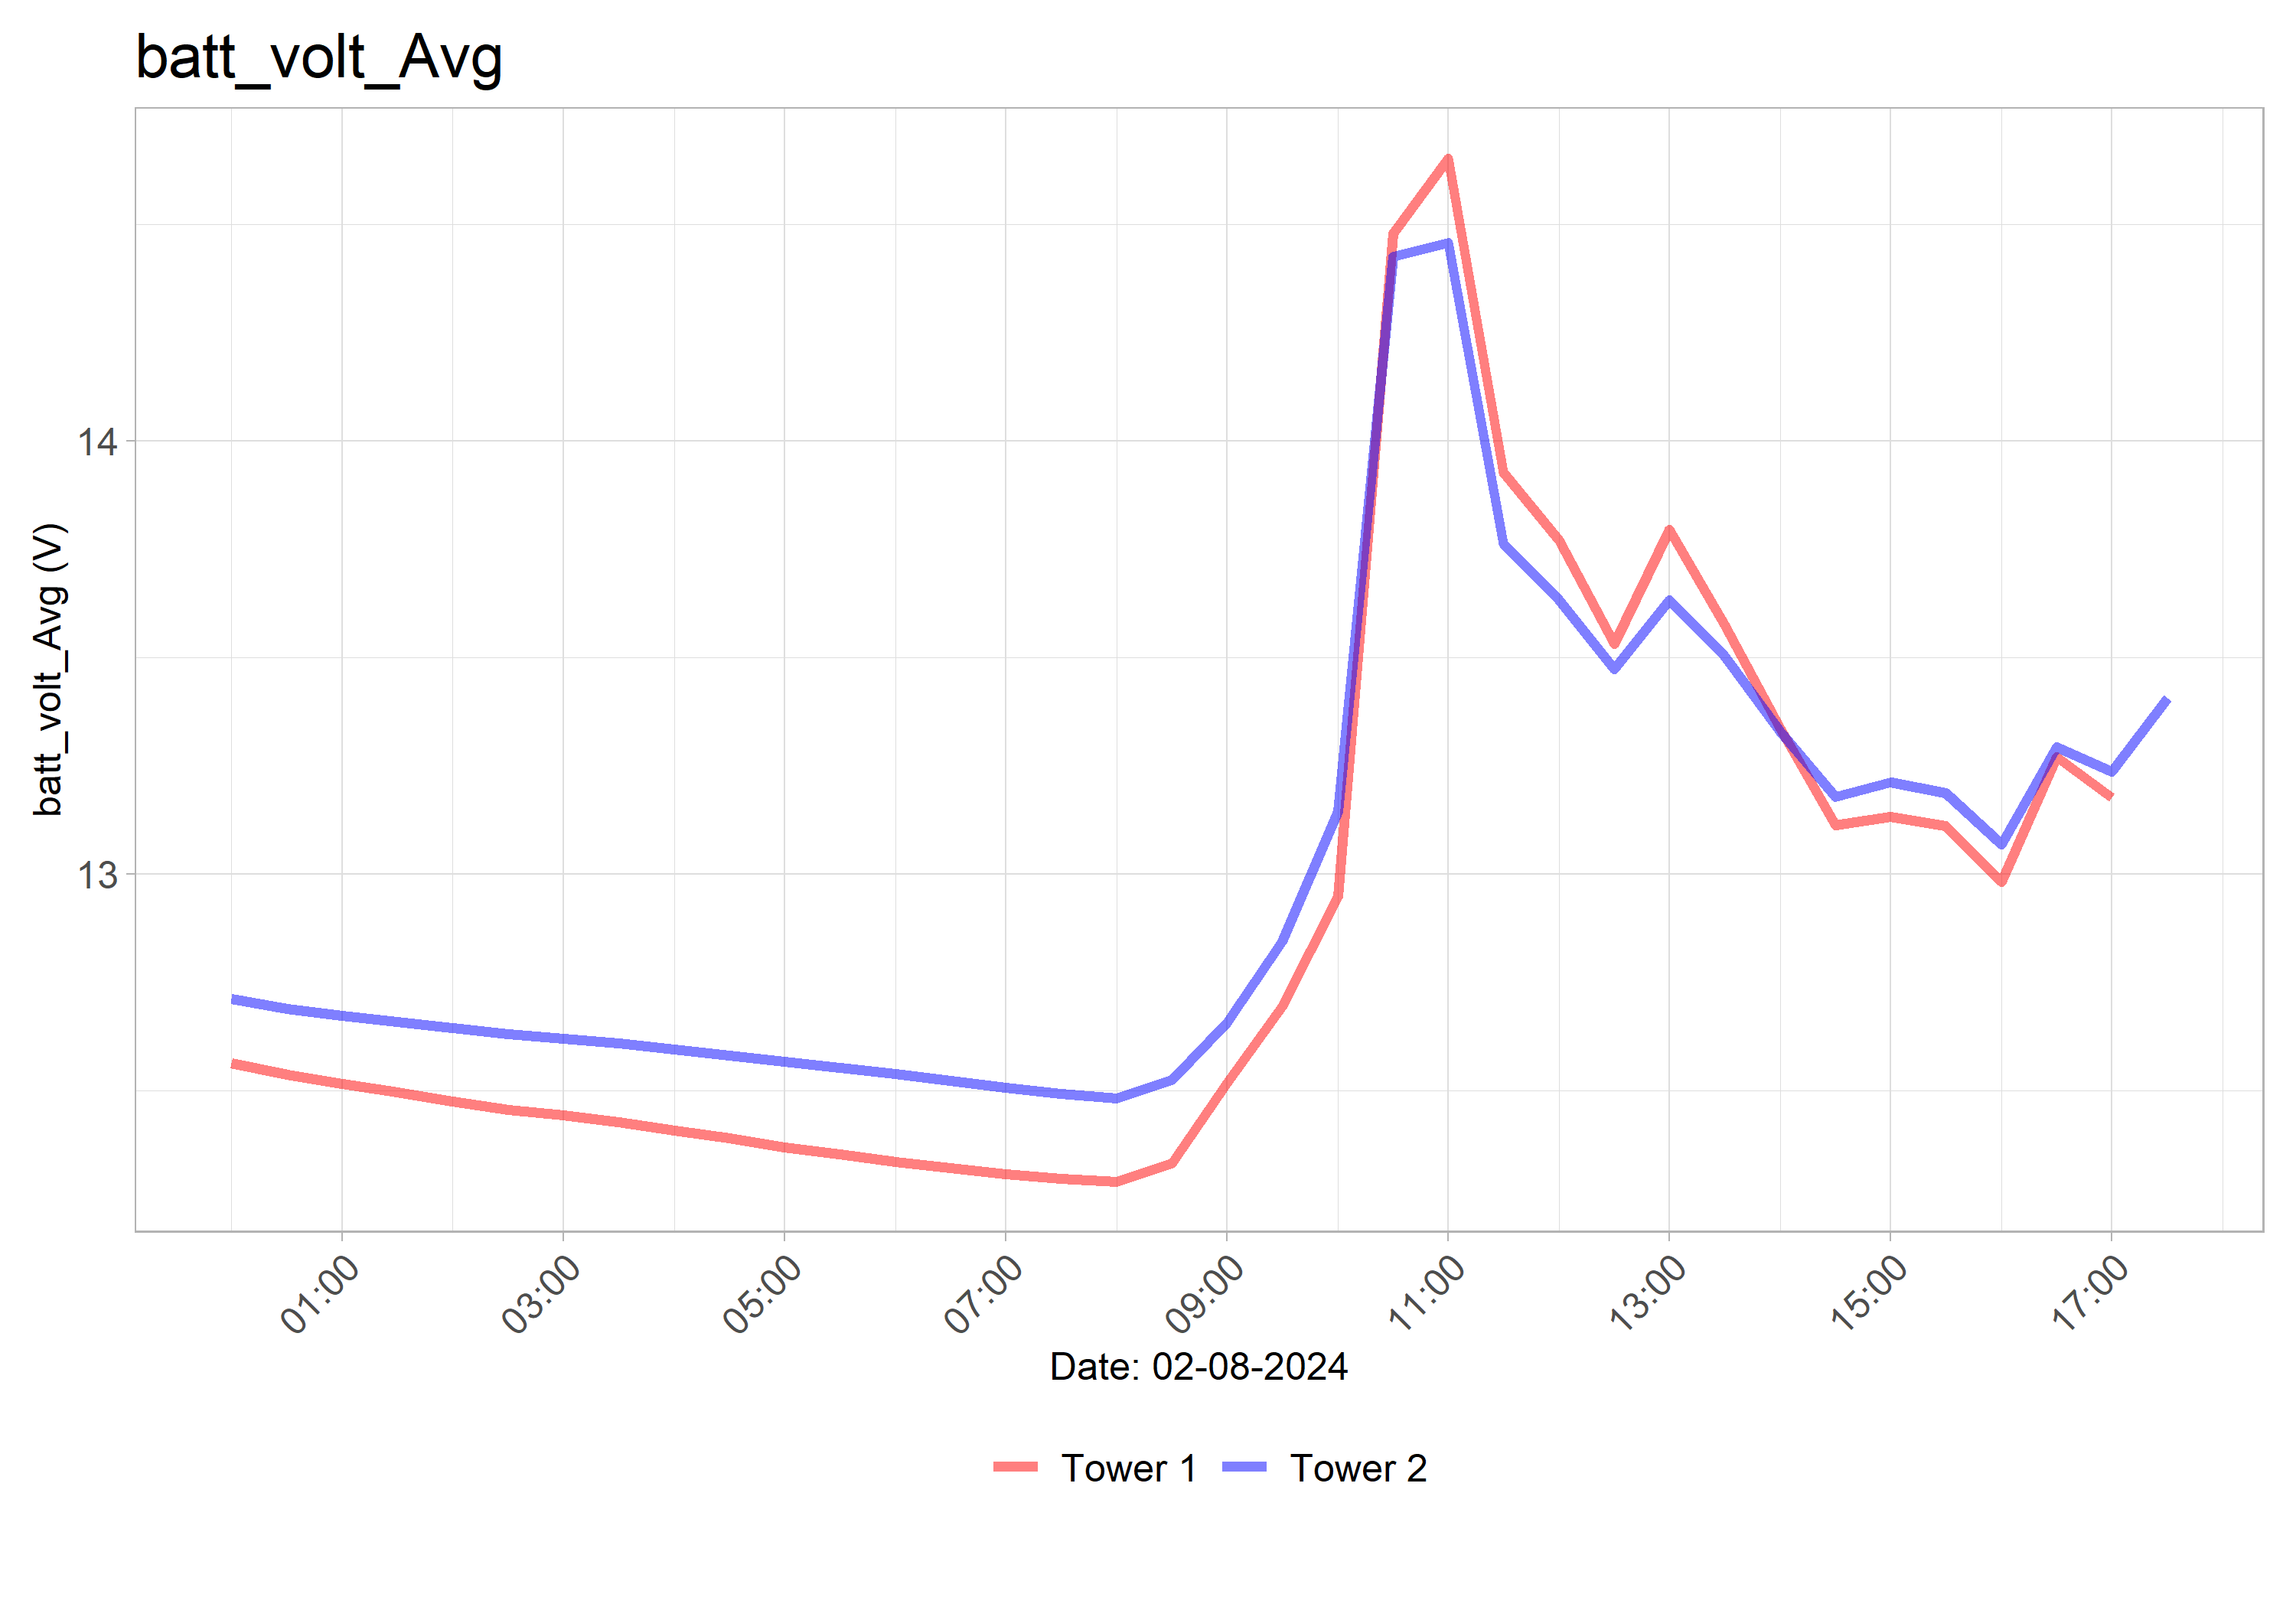 batt_volt_Avg
batt_volt_Avg (V)
14
13
01:00 03:00 05:00 07:00 09:00 11:00 13:00 15:00 17:00
Date: 02-08-2024
Tower 1 Tower 2